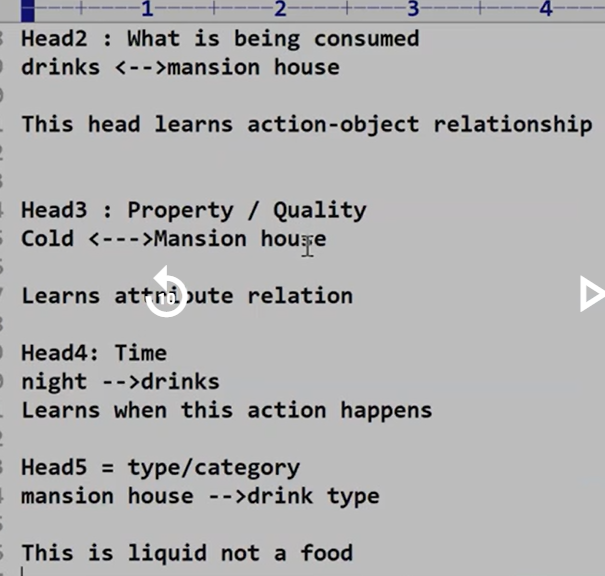 1 2 3 4
Head2 : What is being consumed
drinks <-->mansion house
This head learns action-object relationship
Head3 : Property / Quality
Cold <--->Mansion house
10
Learns attribute relation
Head4: Time
night -->drinks
Learns when this action happens
Head5 = type/category
mansion house -->drink type
This is liquid not a food